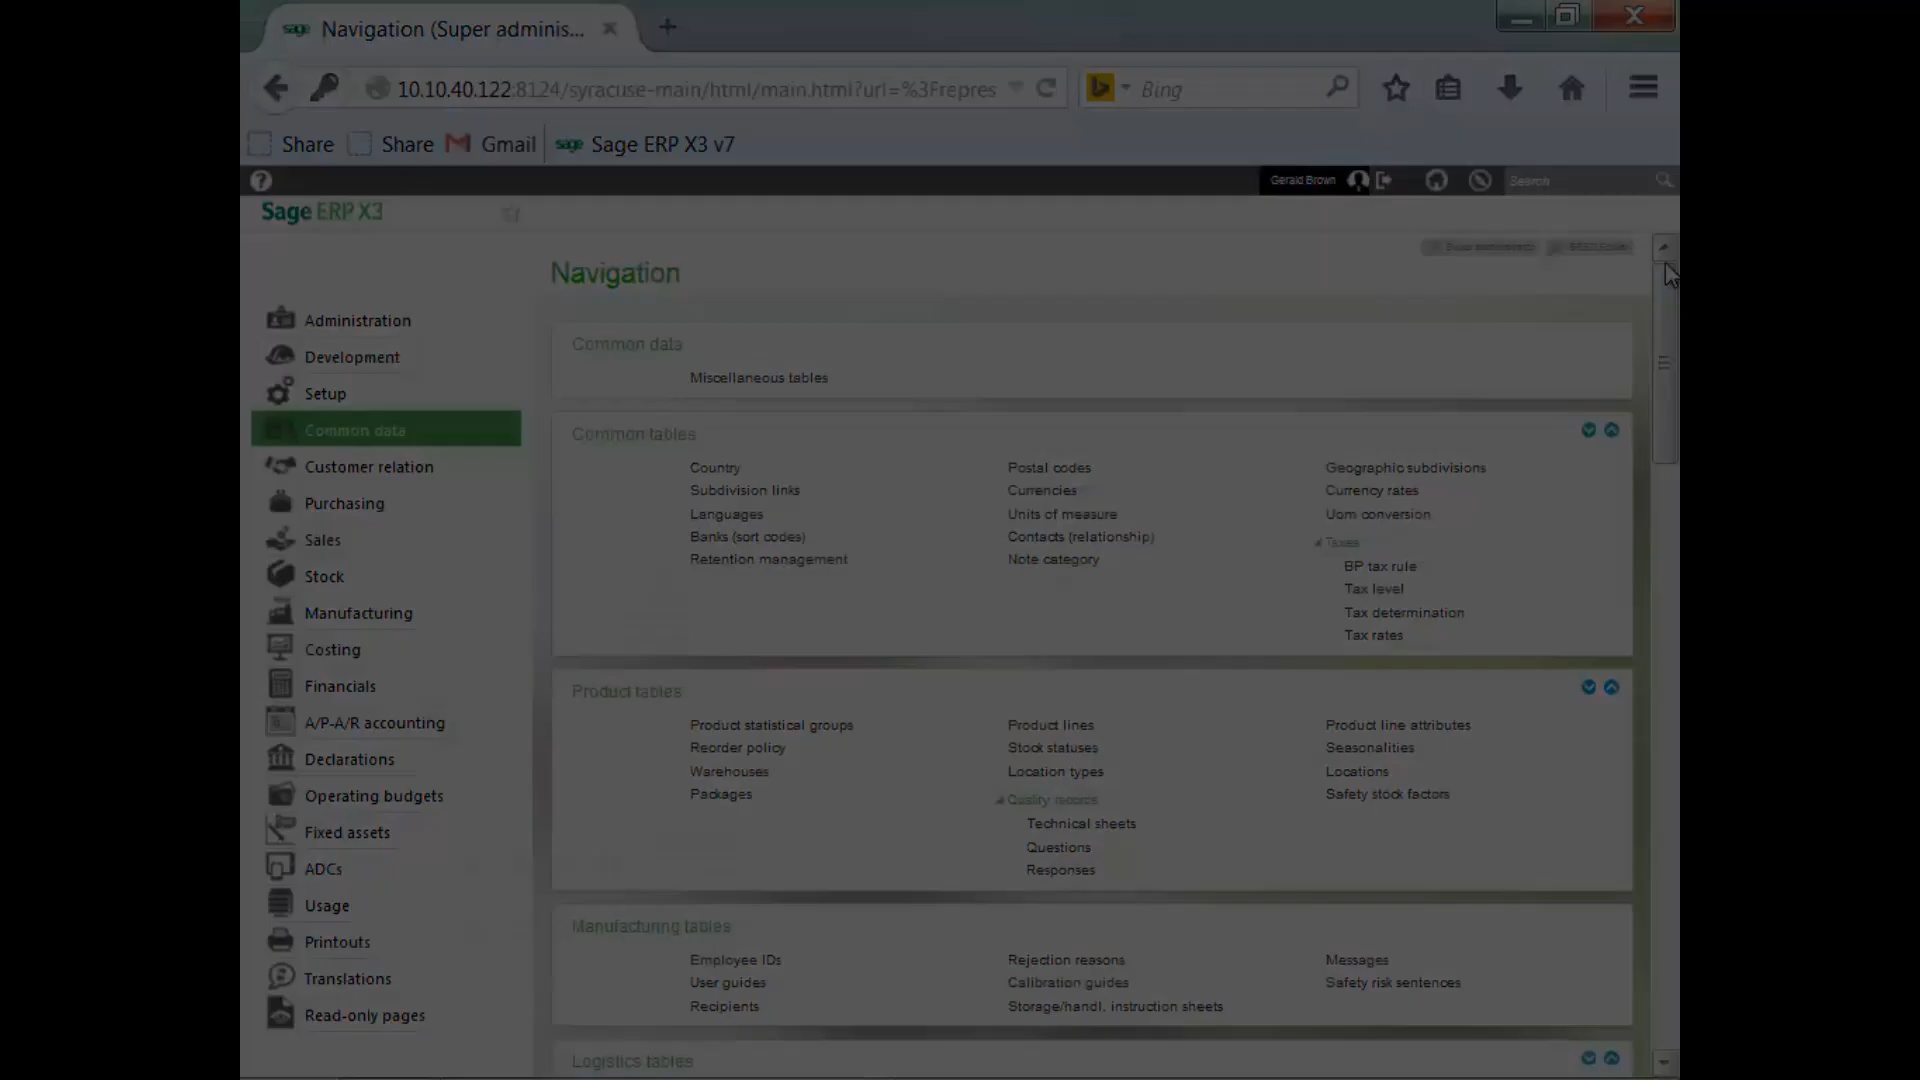 sage Navigation (Super adminis...
10.10.40.122:8124/syracuse-main/html/main.html?url=%3Frepres
Bing
Share Share Gmail sage Sage ERP X3 v7
Gerald Brown Search
Sage ERP X3
Navigation
Administration
Development
Setup
Common data
Customer relation
Purchasing
Sales
Stock
Manufacturing
Costing
Financials
A/P-A/R accounting
Declarations
Operating budgets
Fixed assets
ADCs
Usage
Printouts
Translations
Read-only pages
Common data
Miscellaneous tables
Common tables
Country Postal codes Geographic subdivisions
Subdivision links Currencies Currency rates
Languages Units of measure Uom conversion
Banks (sort codes) Contacts (relationship) Taxes
Retention management Note category BP tax rule
Tax level
Tax determination
Tax rates
Product tables
Product statistical groups Product lines Product line attributes
Reorder policy Stock statuses Seasonalities
Warehouses Location types Locations
Packages Quality records Safety stock factors
Technical sheets
Questions
Responses
Manufacturing tables
Employee IDs Rejection reasons Messages
User guides Calibration guides Safety risk sentences
Recipients Storage/handl. instruction sheets
Logistics tables